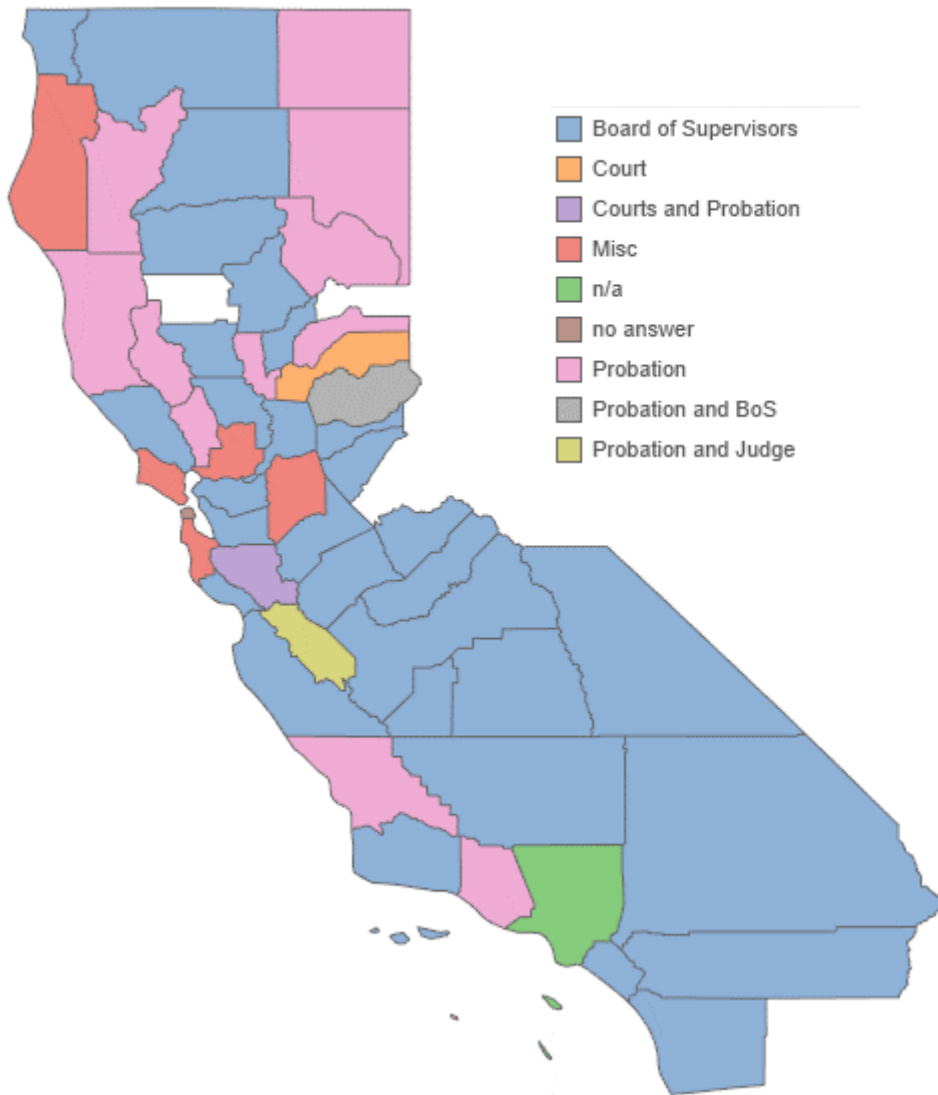 Board of Supervisors
Court
Courts and Probation
Misc
n/a
no answer
Probation
Probation and BoS
Probation and Judge